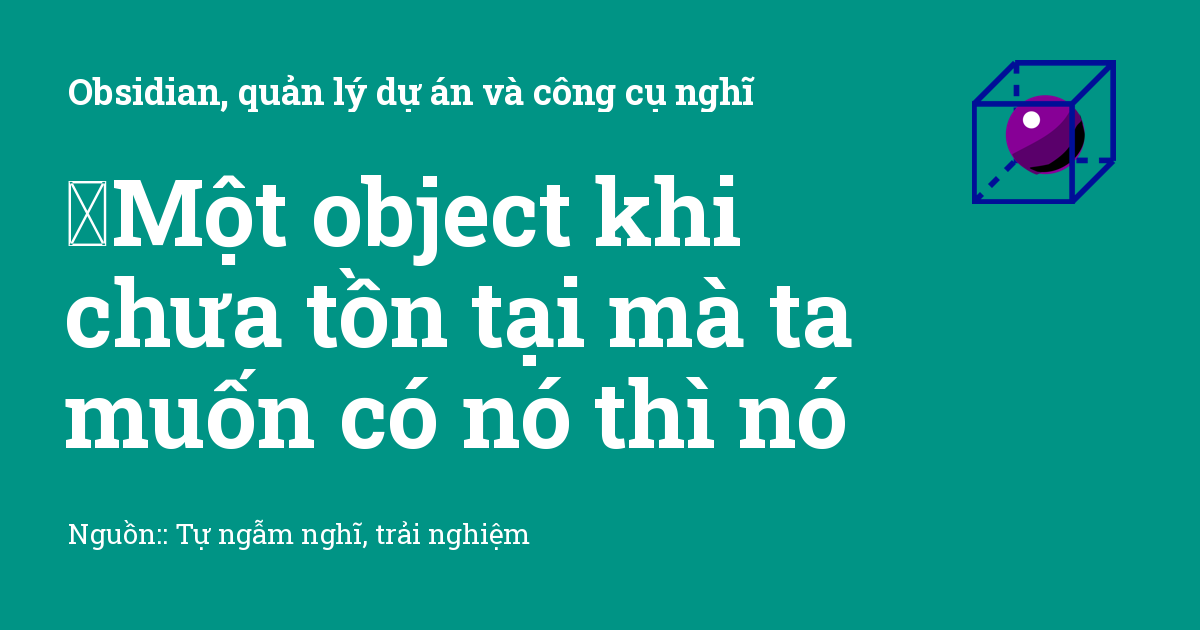 Obsidian, quản lý dự án và công cụ nghĩ
Một object khi
chưa tồn tại mà ta
muốn có nó thì nó
Nguồn:: Tự ngẫm nghĩ, trải nghiệm